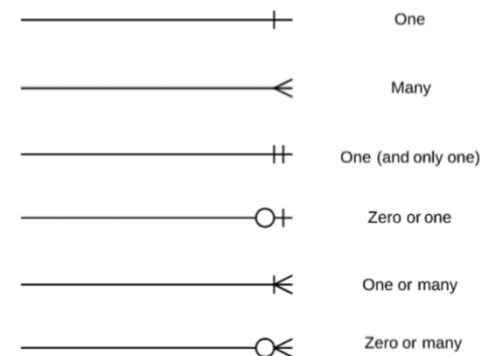 One
Many
One (and only one)
Zero or one
One or many
Zero or many